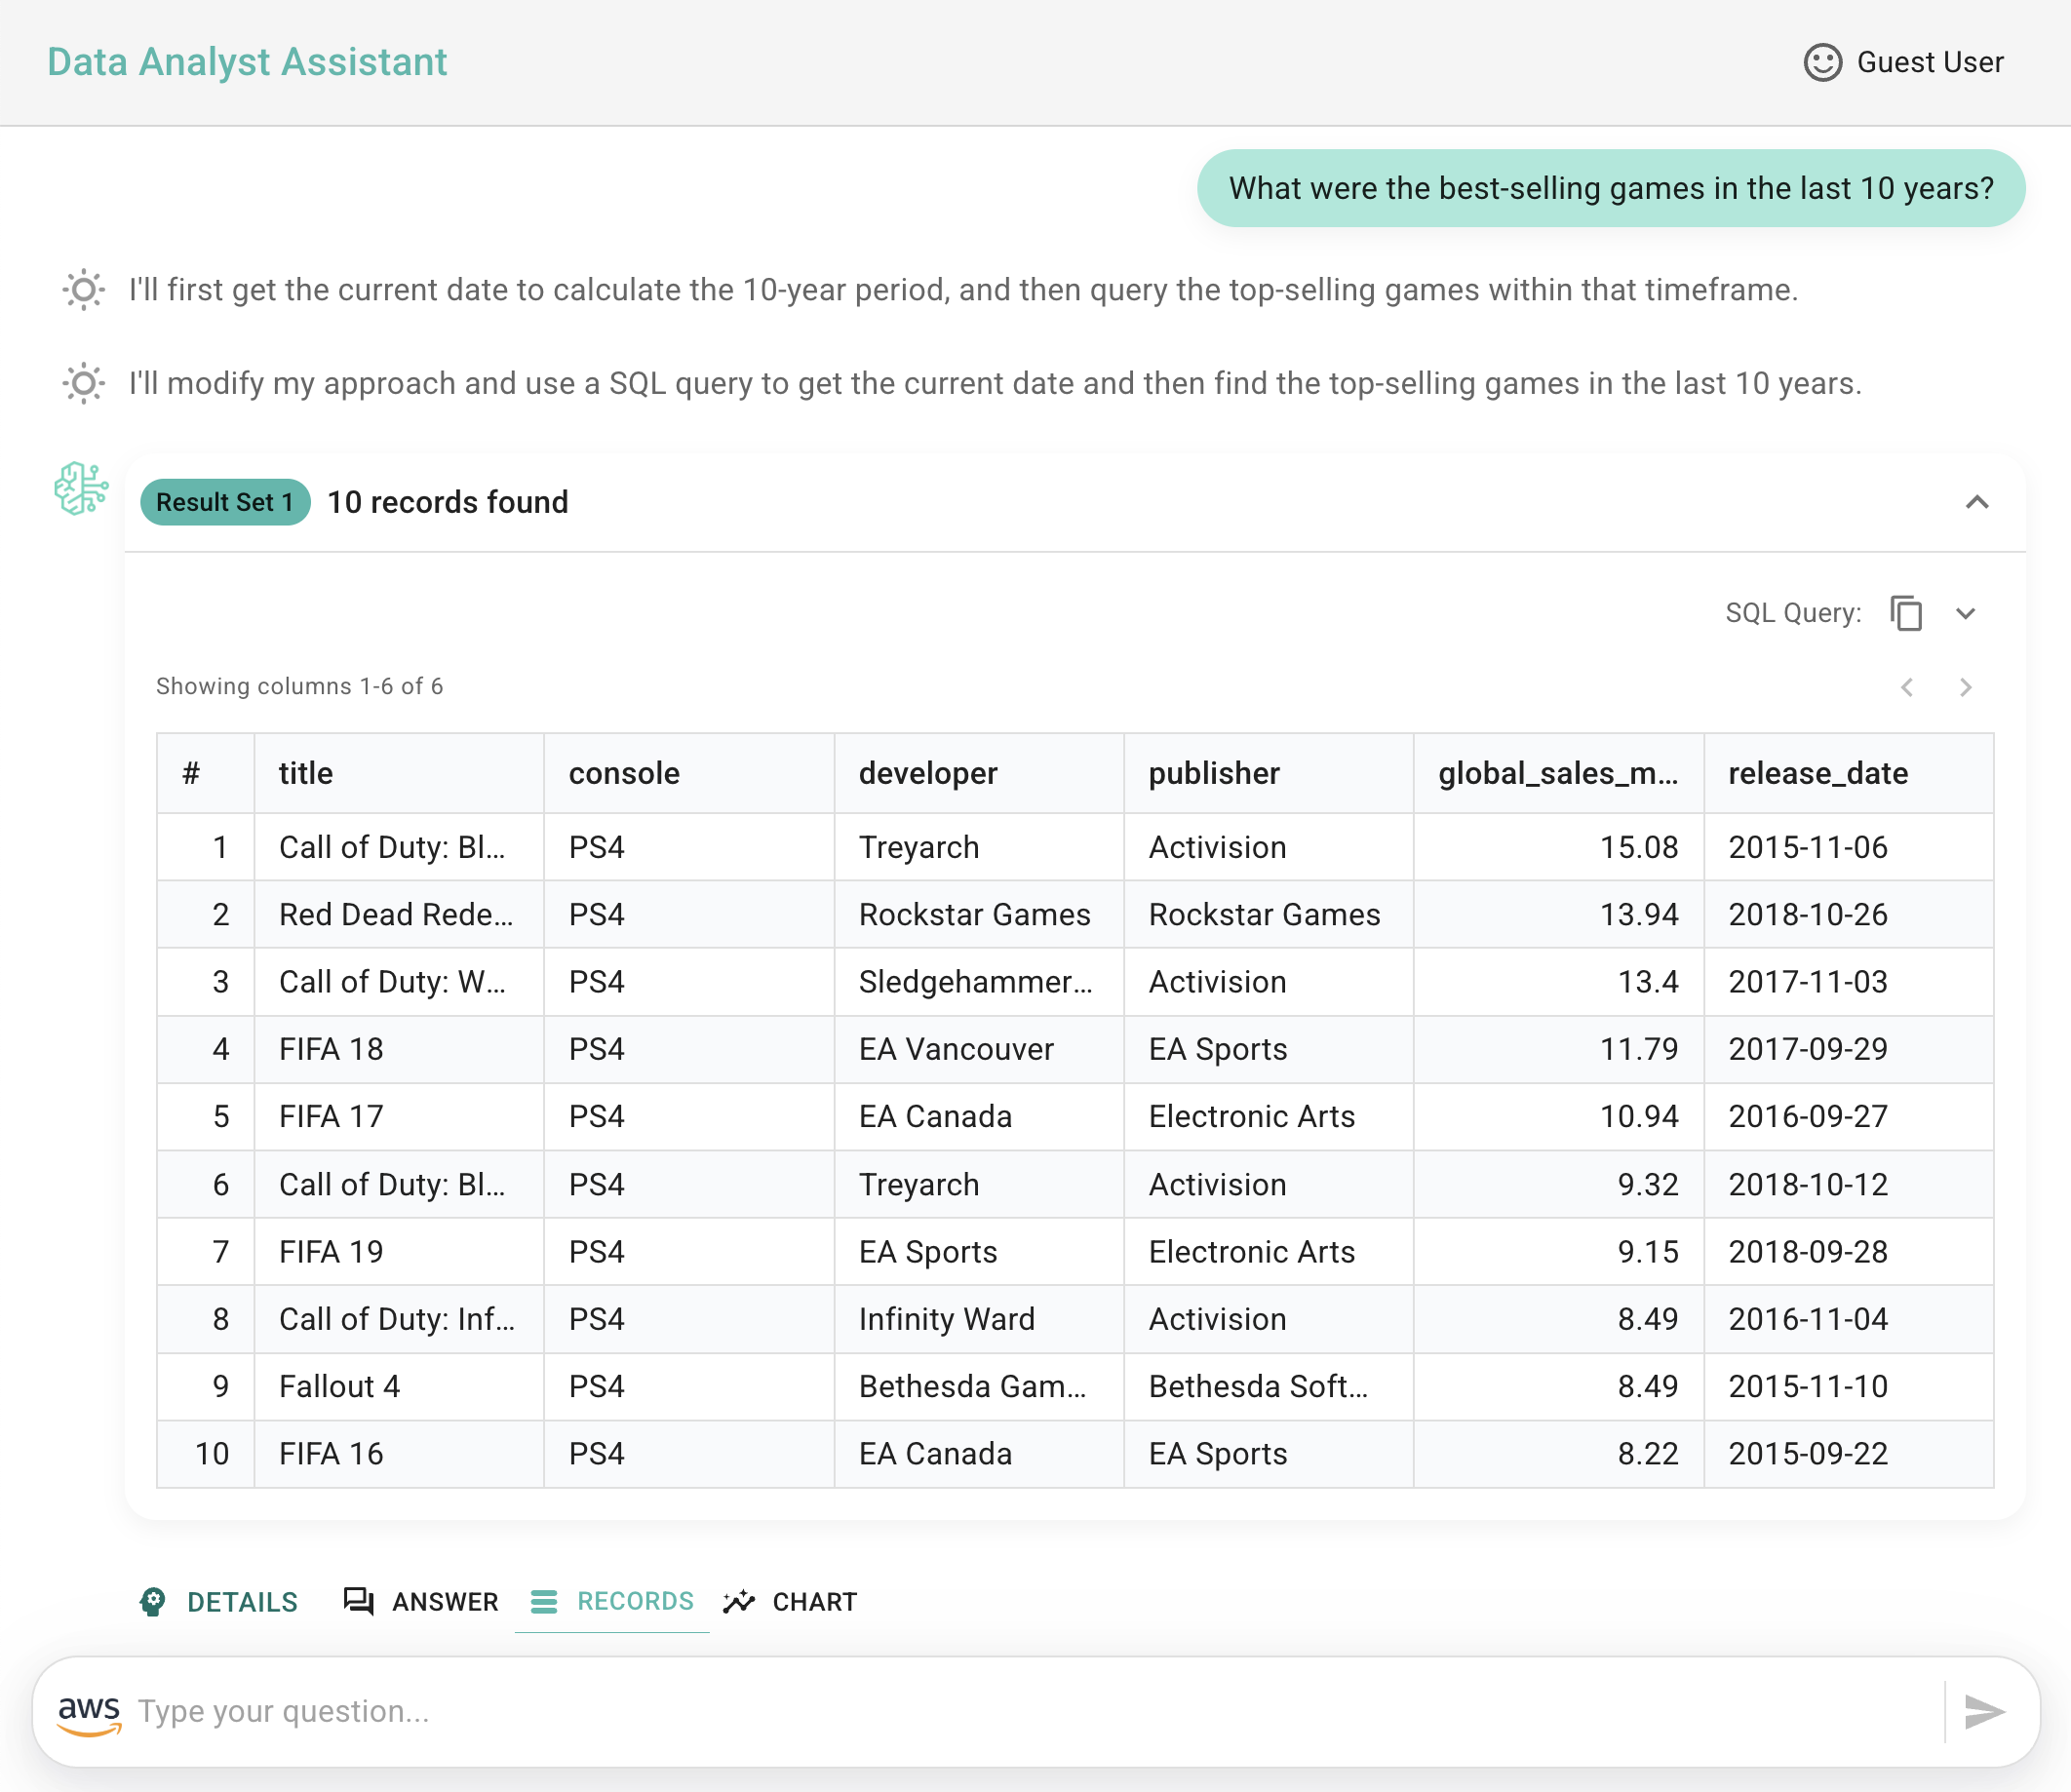 Data Analyst Assistant
Guest User
What were the best-selling games in the last 10 years?
I'll first get the current date to calculate the 10-year period, and then query the top-selling games within that timeframe.
I'll modify my approach and use a SQL query to get the current date and then find the top-selling games in the last 10 years.
Result Set 1 10 records found
SQL Query:
Showing columns 1-6 of 6
# title console developer publisher global_sales_m... release_date
1 Call of Duty: Bl... PS4 Treyarch Activision 15.08 2015-11-06
2 Red Dead Rede... PS4 Rockstar Games Rockstar Games 13.94 2018-10-26
3 Call of Duty: W... PS4 Sledgehammer... Activision 13.4 2017-11-03
4 FIFA 18 PS4 EA Vancouver EA Sports 11.79 2017-09-29
5 FIFA 17 PS4 EA Canada Electronic Arts 10.94 2016-09-27
6 Call of Duty: Bl... PS4 Treyarch Activision 9.32 2018-10-12
7 FIFA 19 PS4 EA Sports Electronic Arts 9.15 2018-09-28
8 Call of Duty: Inf... PS4 Infinity Ward Activision 8.49 2016-11-04
9 Fallout 4 PS4 Bethesda Gam... Bethesda Soft... 8.49 2015-11-10
10 FIFA 16 PS4 EA Canada EA Sports 8.22 2015-09-22
DETAILS ANSWER RECORDS CHART
aws Type your question...